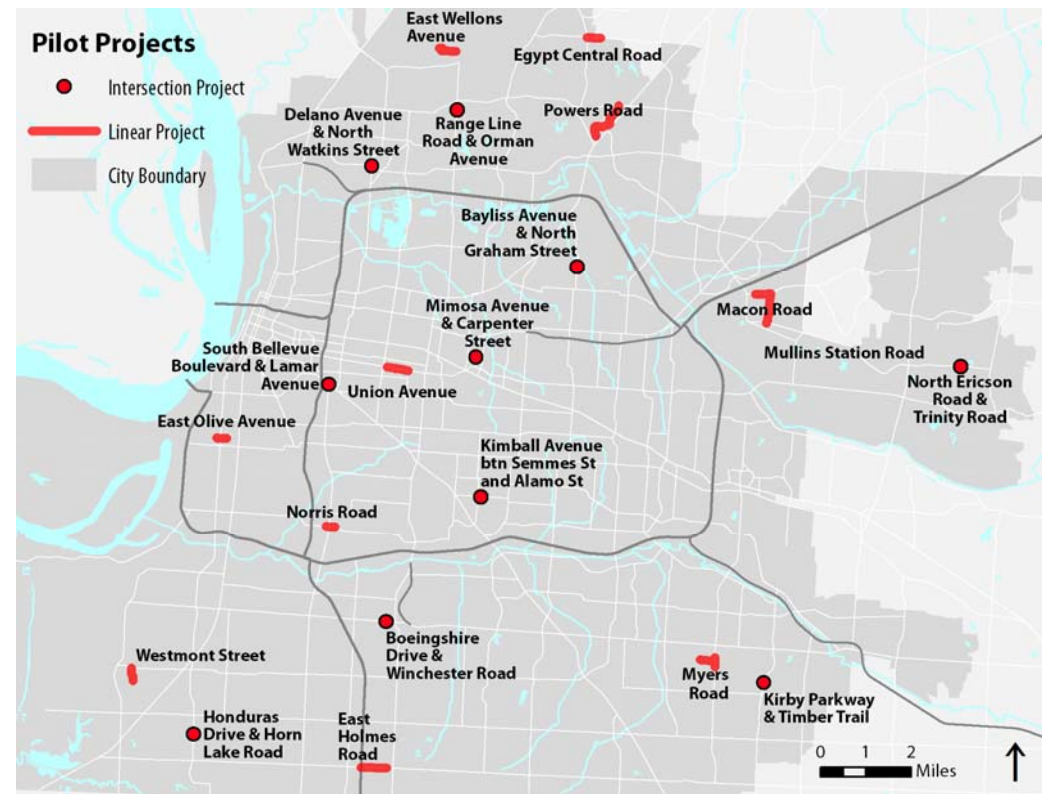 Pilot Projects
Intersection Project
Linear Project
City Boundary
East Wellons
Avenue
Egypt Central Road
Powers Road
Delano Avenue
& North
Watkins Street
Range Line
Road & Orman
Avenue
Bayliss Avenue
& North
Graham Street
Mimosa Avenue
& Carpenter
Street
Macon Road
Mullins Station Road
North Ericson
Road &
Trinity Road
South Bellevue
Boulevard & Lamar
Avenue
Union Avenue
East Olive Avenue
Kimball Avenue
btn Semmes St
and Alamo St
Norris Road
Boeingshire
Drive &
Winchester Road
Westmont Street
Myers
Road
Kirby Parkway
& Timber Trail
Honduras
Drive & Horn
Lake Road
East
Holmes
Road
0 1 2
Miles